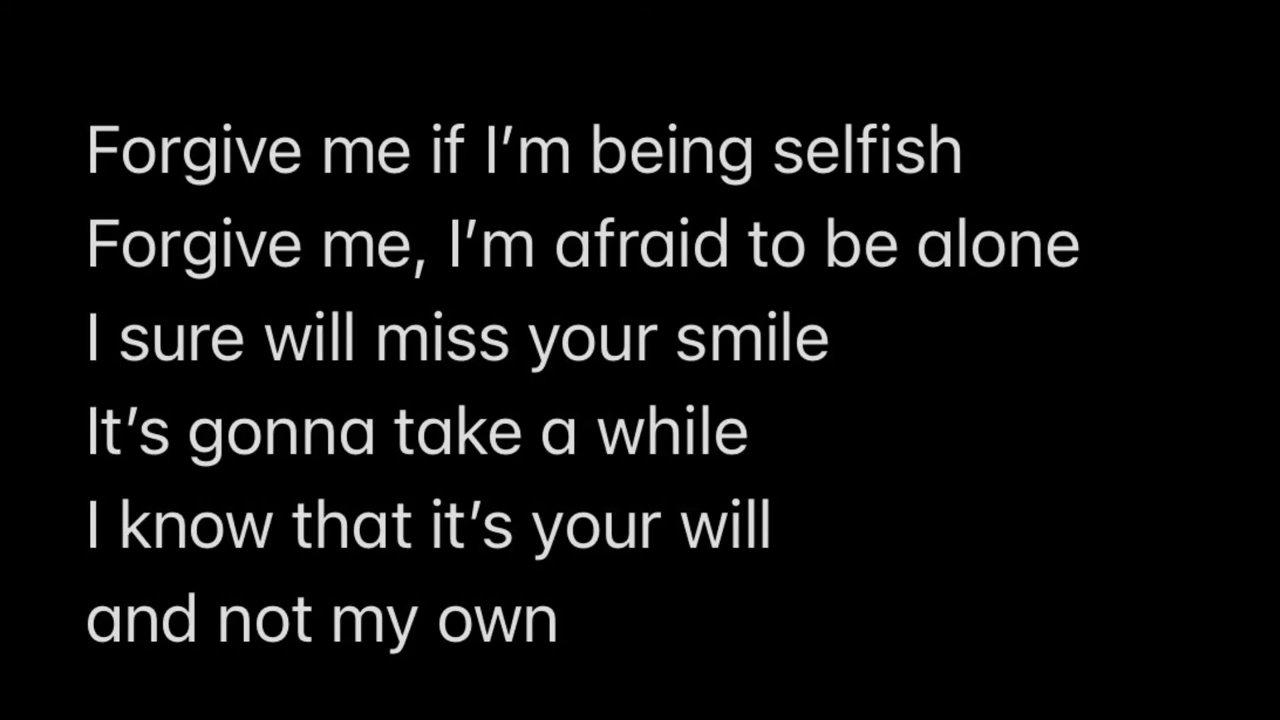 Forgive me if I’m being selfish
Forgive me, I’m afraid to be alone
I sure will miss your smile
It’s gonna take a while
I know that it’s your will
and not my own